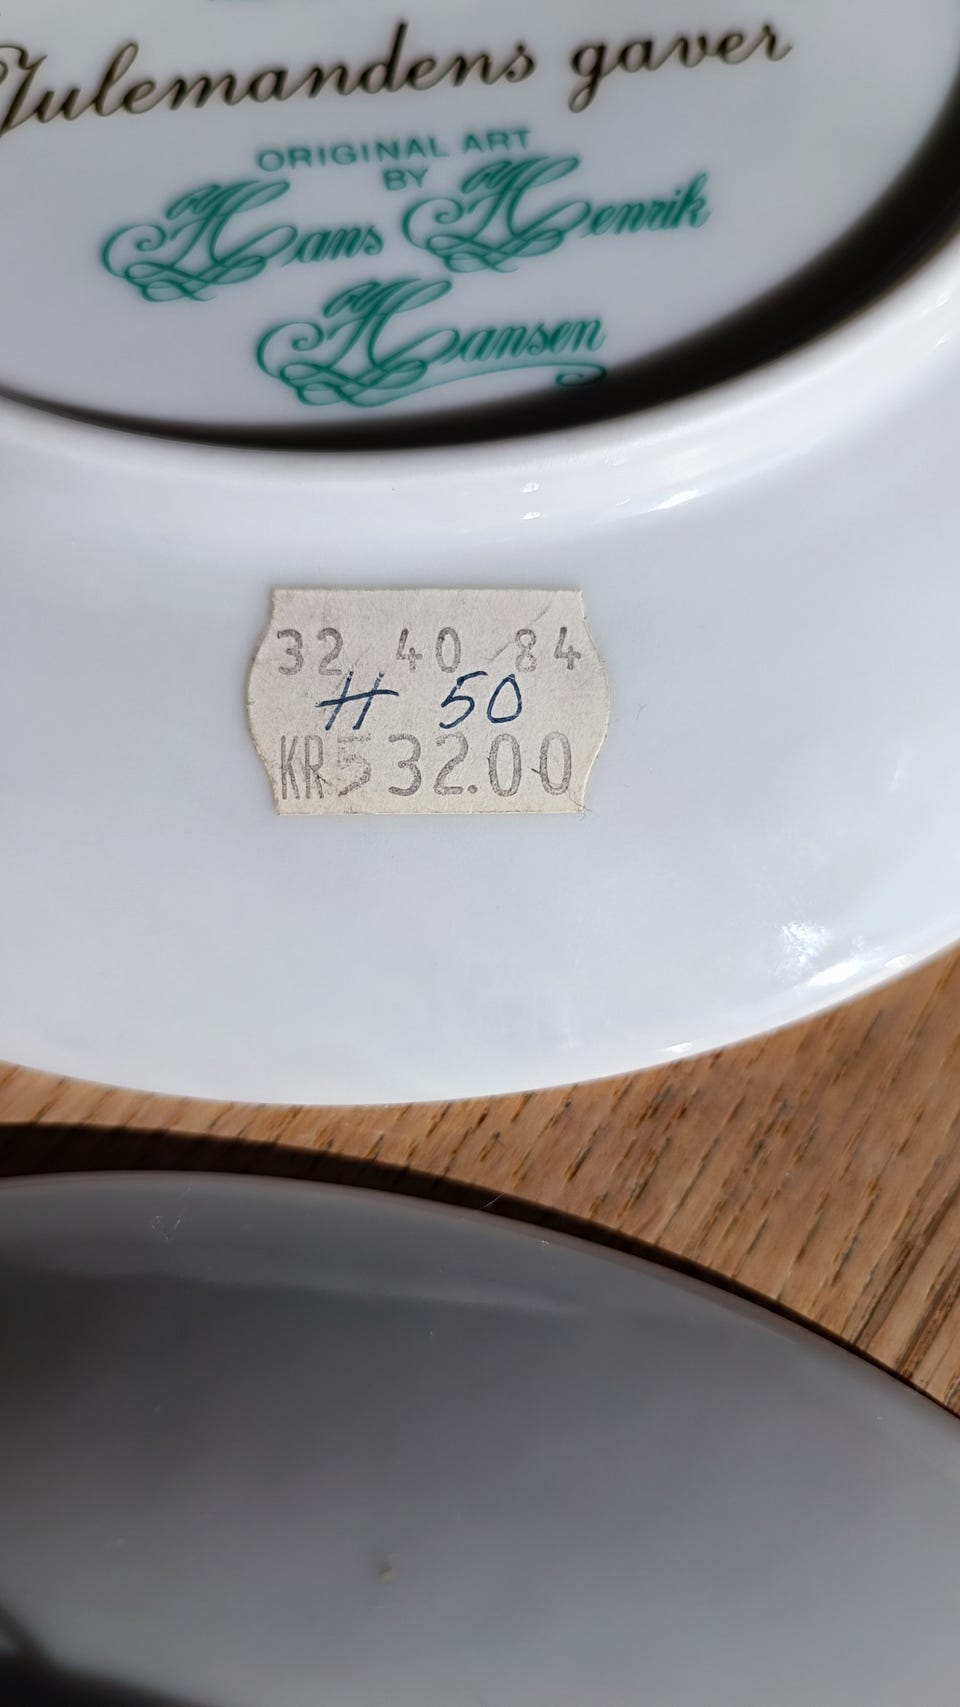 Julemandens gaver
ORIGINAL ART
BY
Hans Henrik
Hansen
32 40 84
H 50
KR532.00